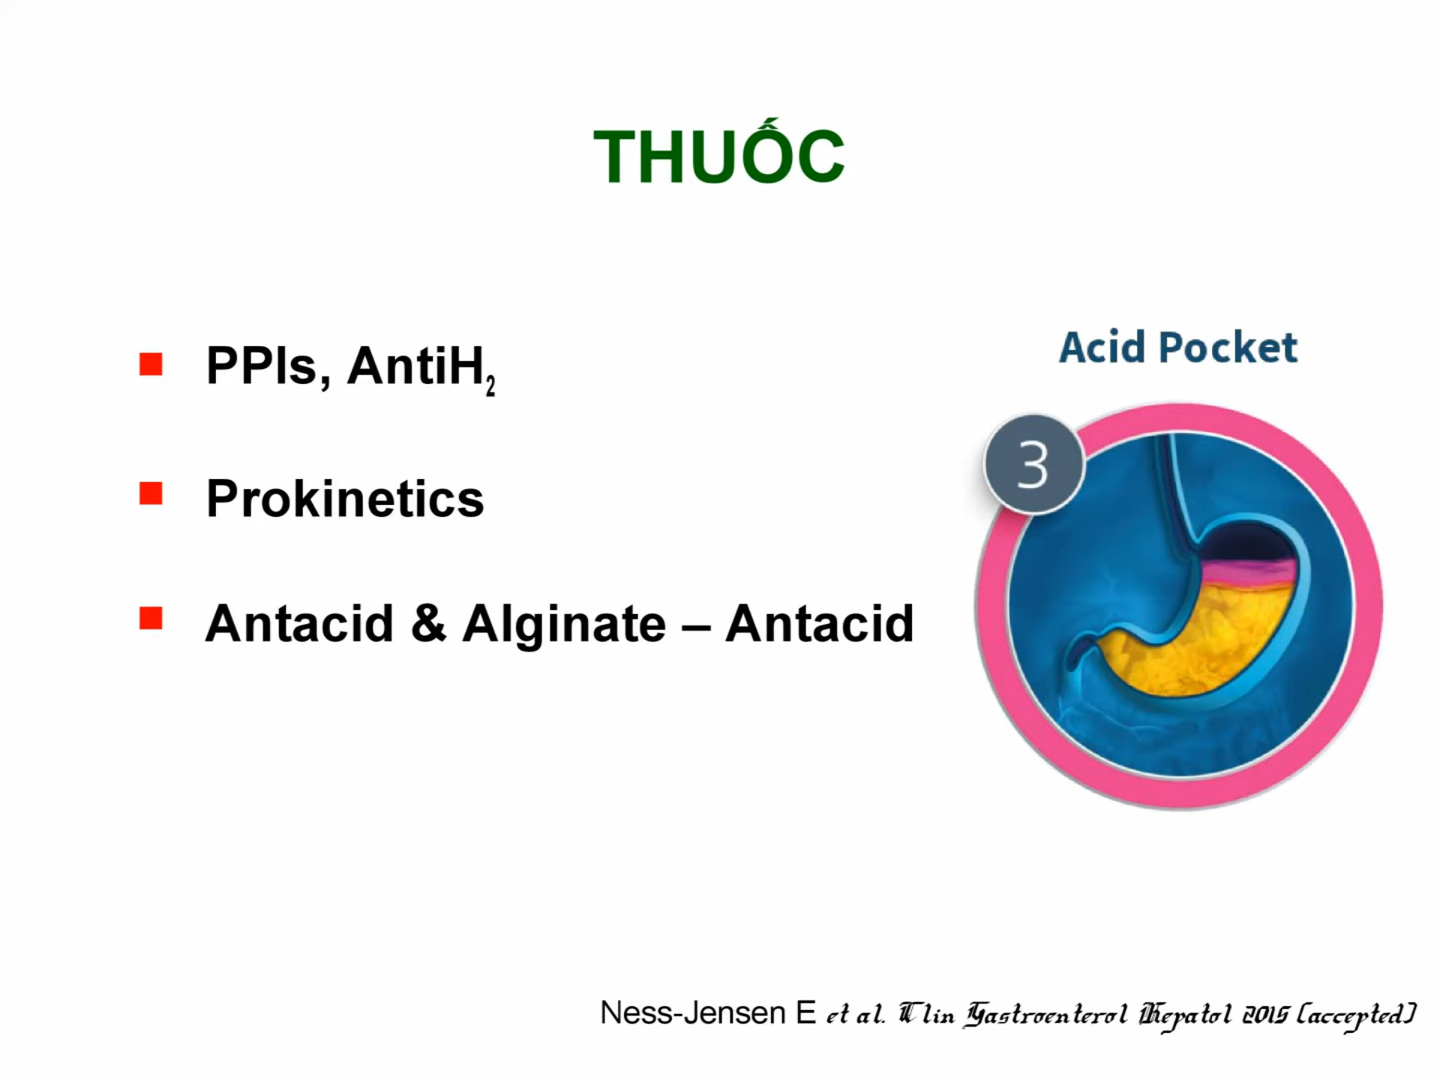 THUỐC
PPIs, AntiH₂
Prokinetics
Antacid & Alginate – Antacid
Acid Pocket
3
Ness-Jensen E et al. Clin Gastroenterol Hepatol 2015 [accepted]